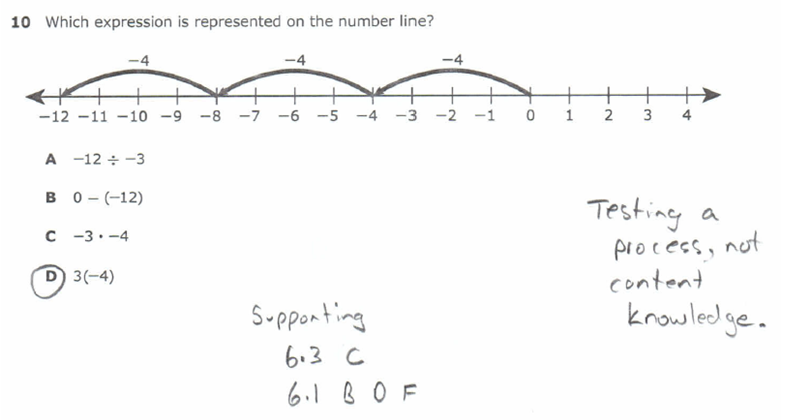 10 Which expression is represented on the number line?
−4 −4 −4
−12 −11 −10 −9 −8 −7 −6 −5 −4 −3 −2 −1 0 1 2 3 4
A −12 ÷ −3
B 0 − (−12)
C −3 • −4
D 3(−4)
Testing a
process, not
content
knowledge.
Supporting
6.3 C
6.1 B D F